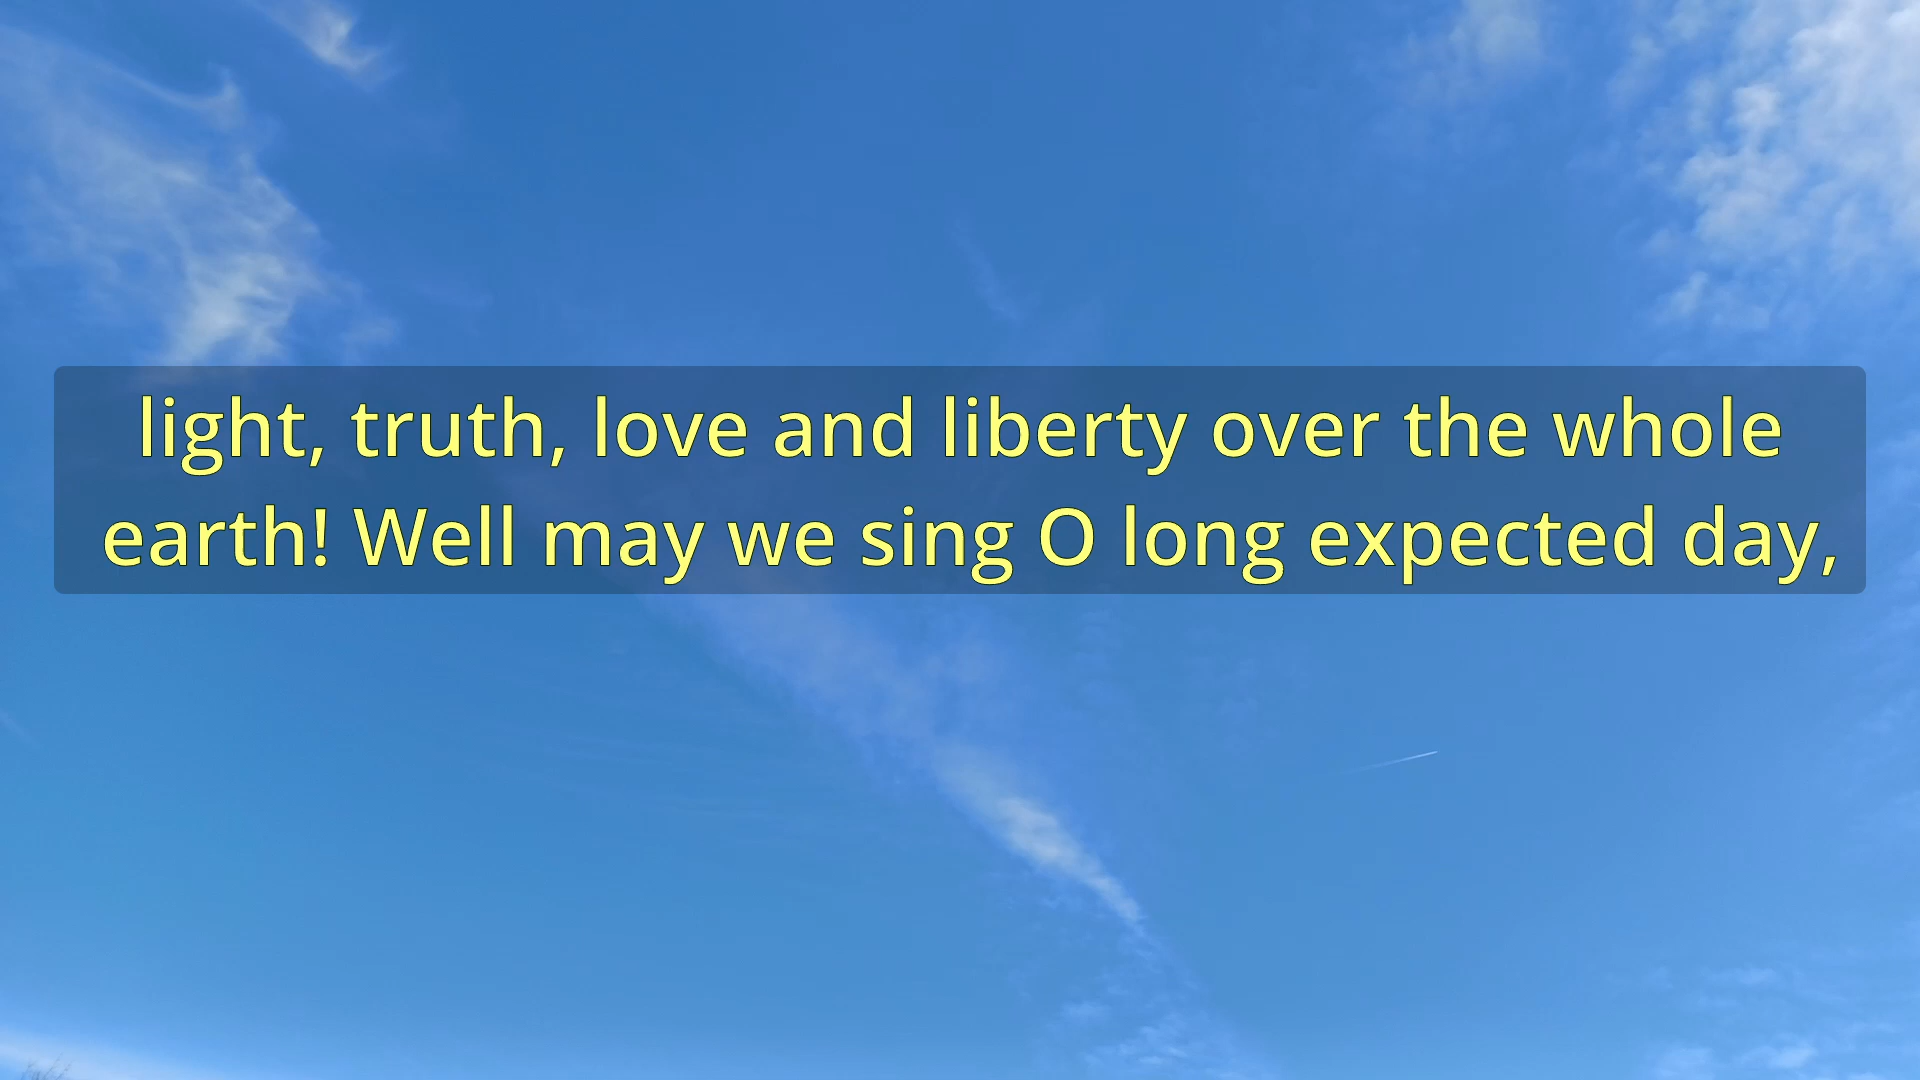 light, truth, love and liberty over the whole
earth! Well may we sing O long expected day,